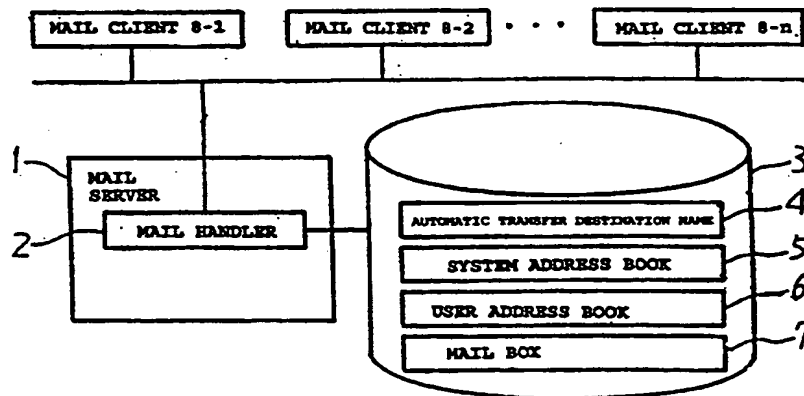 MAIL CLIENT 8-1 MAIL CLIENT 8-2 • • • MAIL CLIENT 8-n
1
MAIL
SERVER
2
MAIL HANDLER
3
AUTOMATIC TRANSFER DESTINATION NAME
4
SYSTEM ADDRESS BOOK
5
USER ADDRESS BOOK
6
MAIL BOX
7